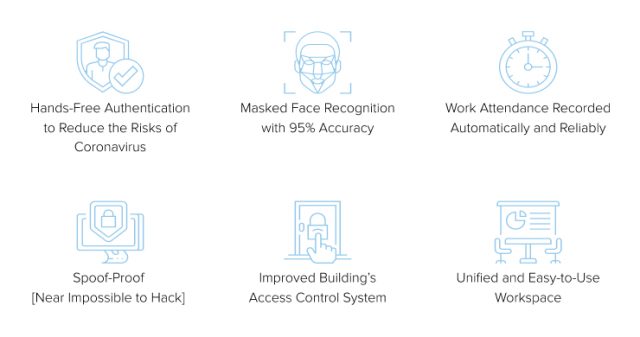 Hands-Free Authentication
to Reduce the Risks of
Coronavirus
Masked Face Recognition
with 95% Accuracy
Work Attendance Recorded
Automatically and Reliably
Spoof-Proof
[Near Impossible to Hack]
Improved Building's
Access Control System
Unified and Easy-to-Use
Workspace